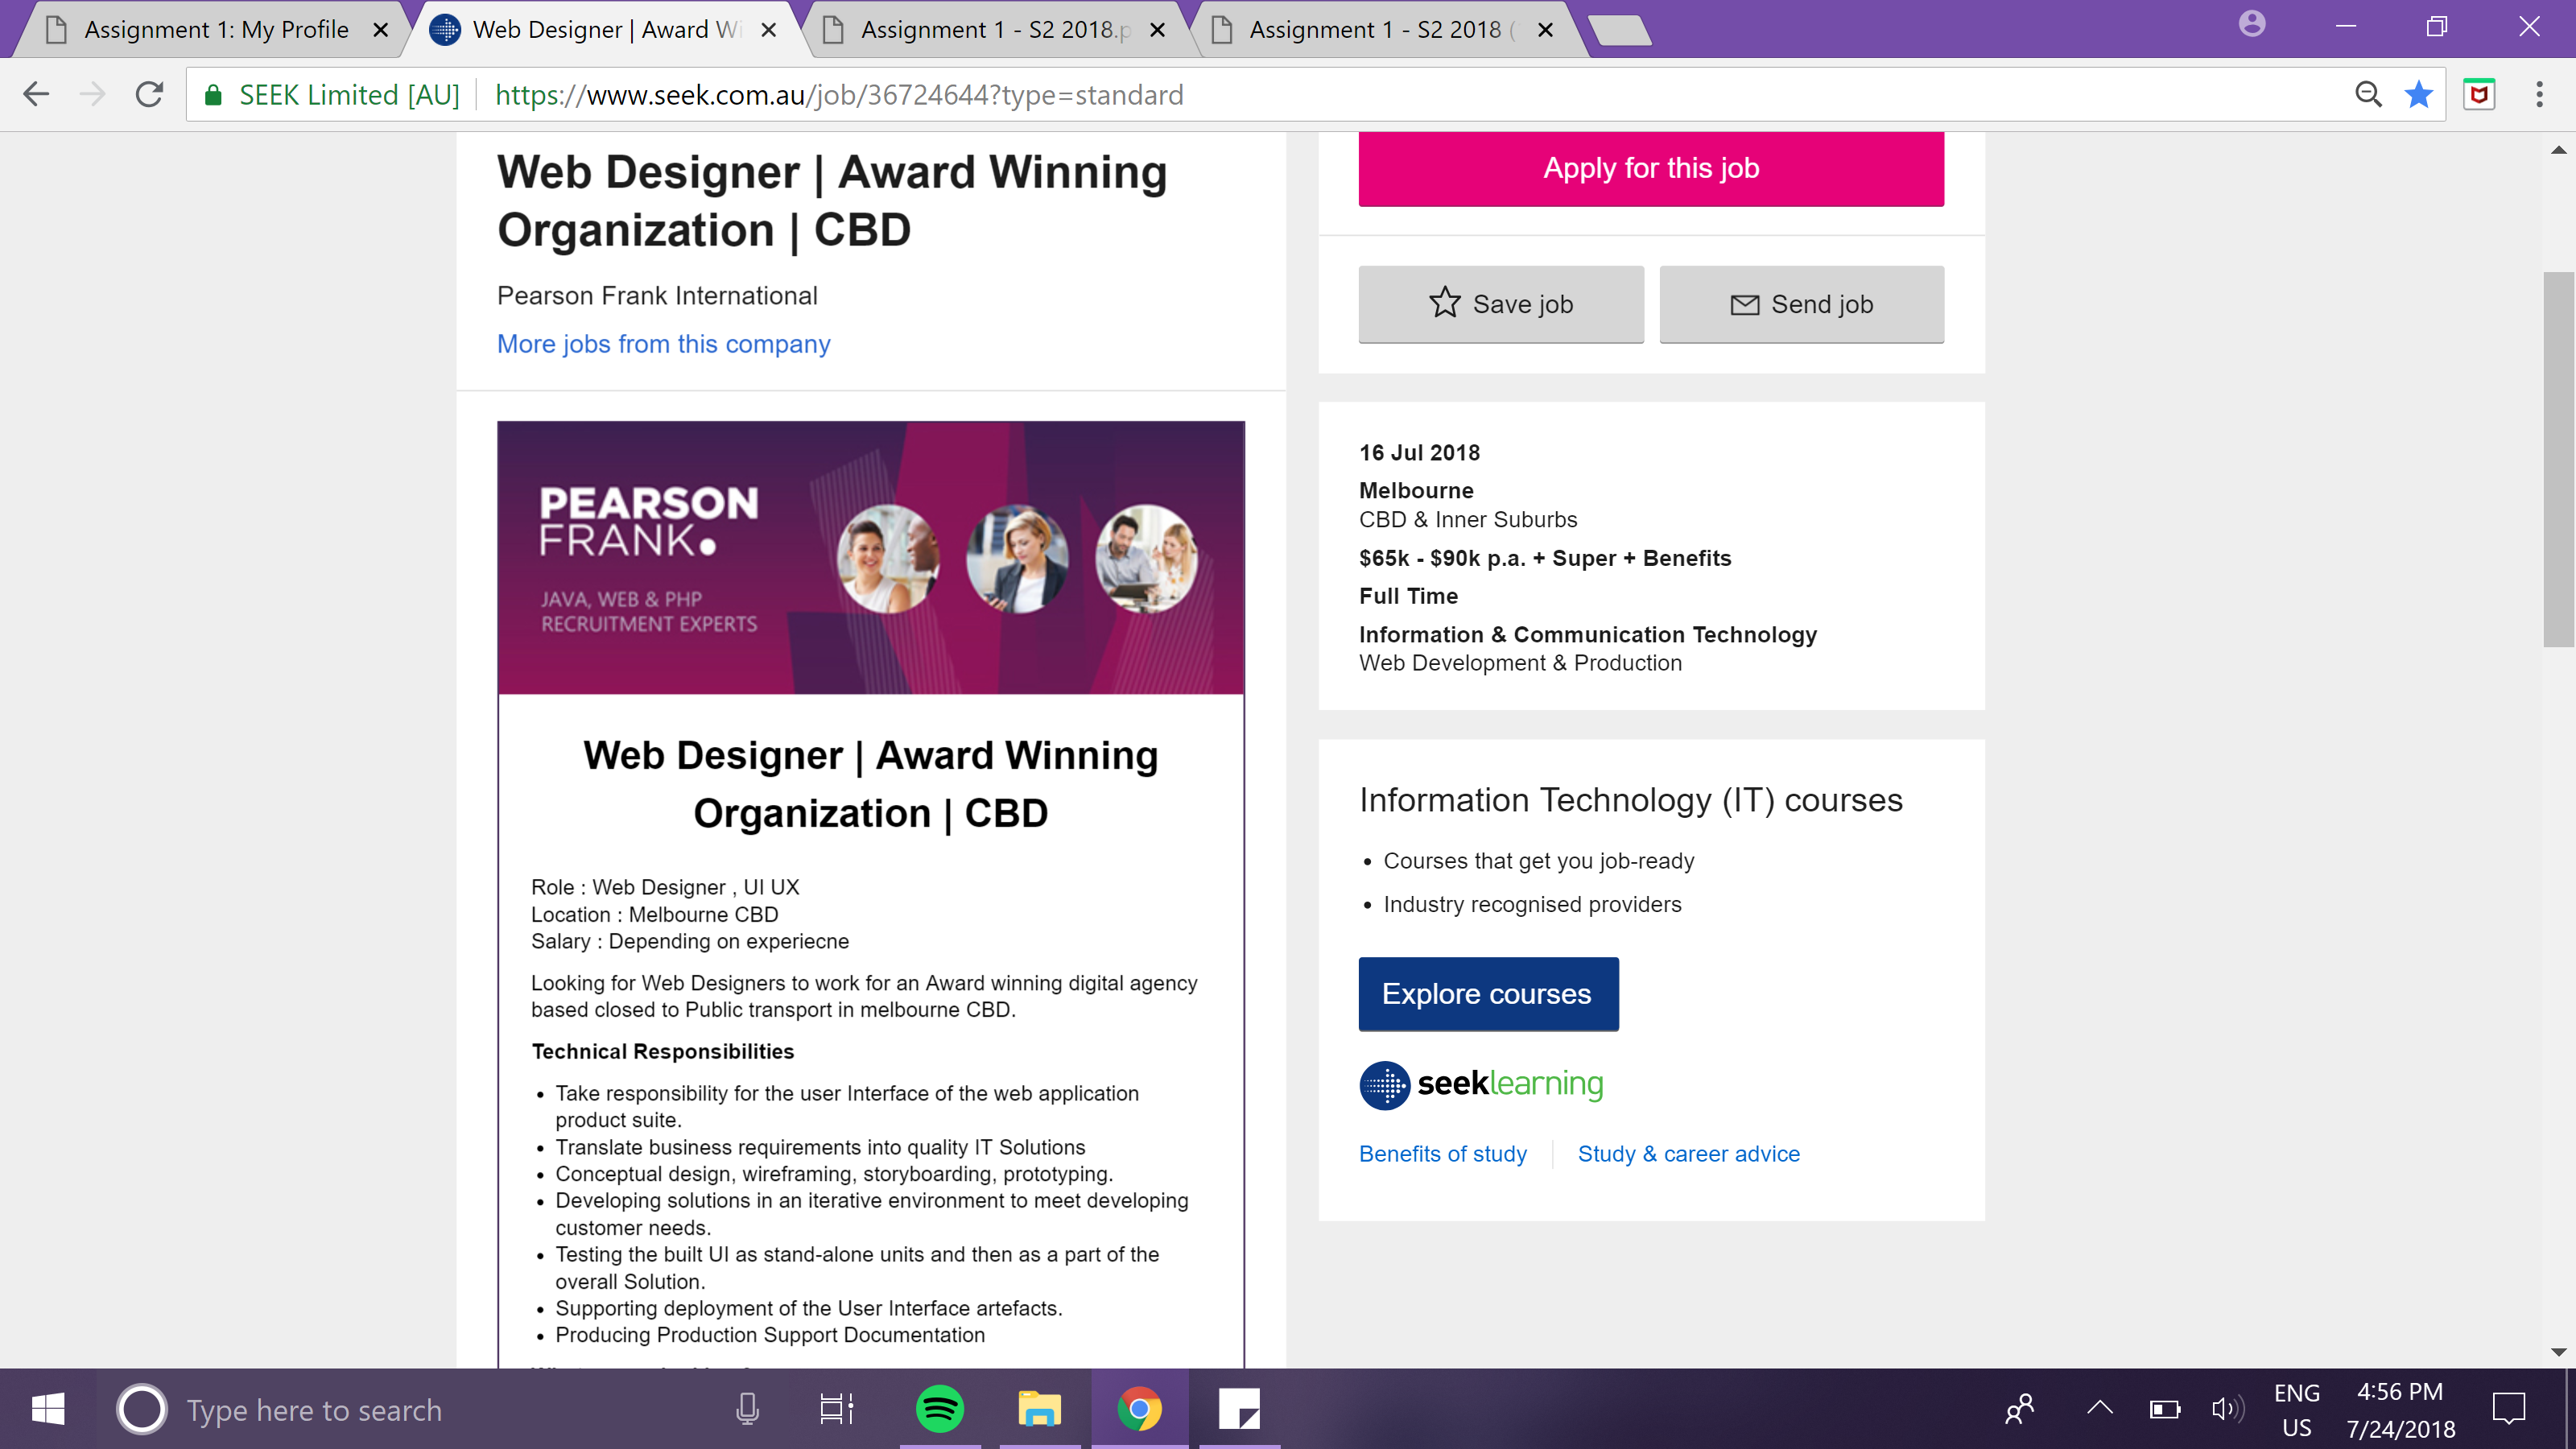 Assignment 1: My Profile
Web Designer | Award Wi
Assignment 1 - S2 2018.p
Assignment 1 - S2 2018 (
SEEK Limited [AU]
https://www.seek.com.au/job/36724644?type=standard
Web Designer | Award Winning
Organization | CBD
Pearson Frank International
More jobs from this company
PEARSON
FRANK.
JAVA, WEB & PHP
RECRUITMENT EXPERTS
Web Designer | Award Winning
Organization | CBD
Role : Web Designer , UI UX
Location : Melbourne CBD
Salary : Depending on experiecne
Looking for Web Designers to work for an Award winning digital agency
based closed to Public transport in melbourne CBD.
Technical Responsibilities
• Take responsibility for the user Interface of the web application
product suite.
• Translate business requirements into quality IT Solutions
• Conceptual design, wireframing, storyboarding, prototyping.
• Developing solutions in an iterative environment to meet developing
customer needs.
• Testing the built UI as stand-alone units and then as a part of the
overall Solution.
• Supporting deployment of the User Interface artefacts.
• Producing Production Support Documentation
Apply for this job
Save job
Send job
16 Jul 2018
Melbourne
CBD & Inner Suburbs
$65k - $90k p.a. + Super + Benefits
Full Time
Information & Communication Technology
Web Development & Production
Information Technology (IT) courses
• Courses that get you job-ready
• Industry recognised providers
Explore courses
seeklearning
Benefits of study
Study & career advice
Type here to search
ENG
US
4:56 PM
7/24/2018